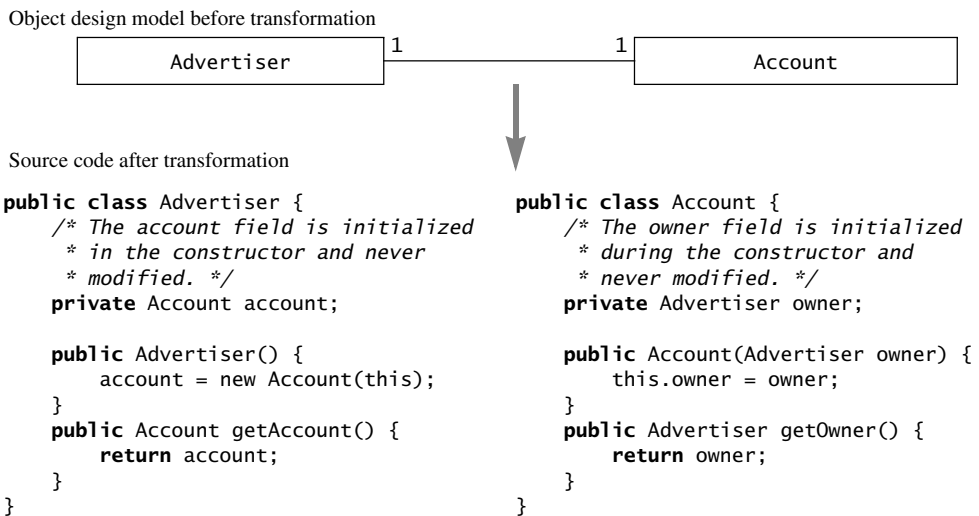 Object design model before transformation
Advertiser
1
1
Account
Source code after transformation
public class Advertiser {
    /* The account field is initialized
     * in the constructor and never
     * modified. */
    private Account account;

    public Advertiser() {
        account = new Account(this);
    }
    public Account getAccount() {
        return account;
    }
}
public class Account {
    /* The owner field is initialized
     * during the constructor and
     * never modified. */
    private Advertiser owner;

    public Account(Advertiser owner) {
        this.owner = owner;
    }
    public Advertiser getOwner() {
        return owner;
    }
}